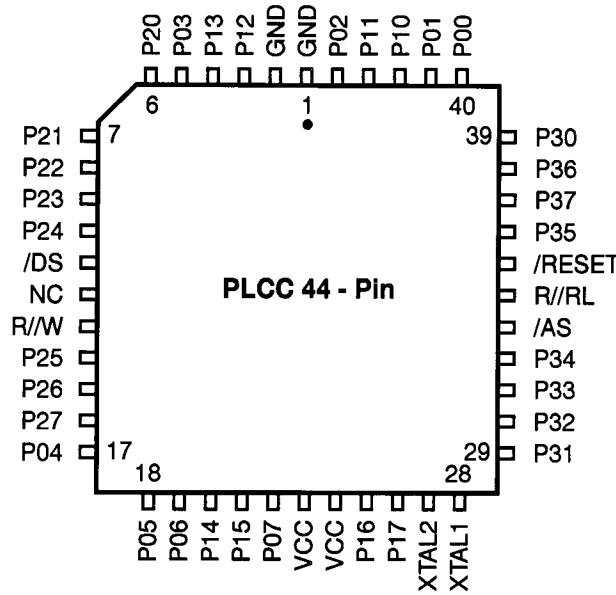 P20 P03 P13 P12 GND GND P02 P11 P10 P01 P00
6 1 40
P21 7 39 P30
P22 P36
P23 P37
P24 P35
/DS /RESET
NC PLCC 44 - Pin R//RL
R//W /AS
P25 P34
P26 P33
P27 P32
P04 17 29 P31
18 28
P05 P06 P14 P15 P07 VCC VCC P16 P17 XTAL2 XTAL1